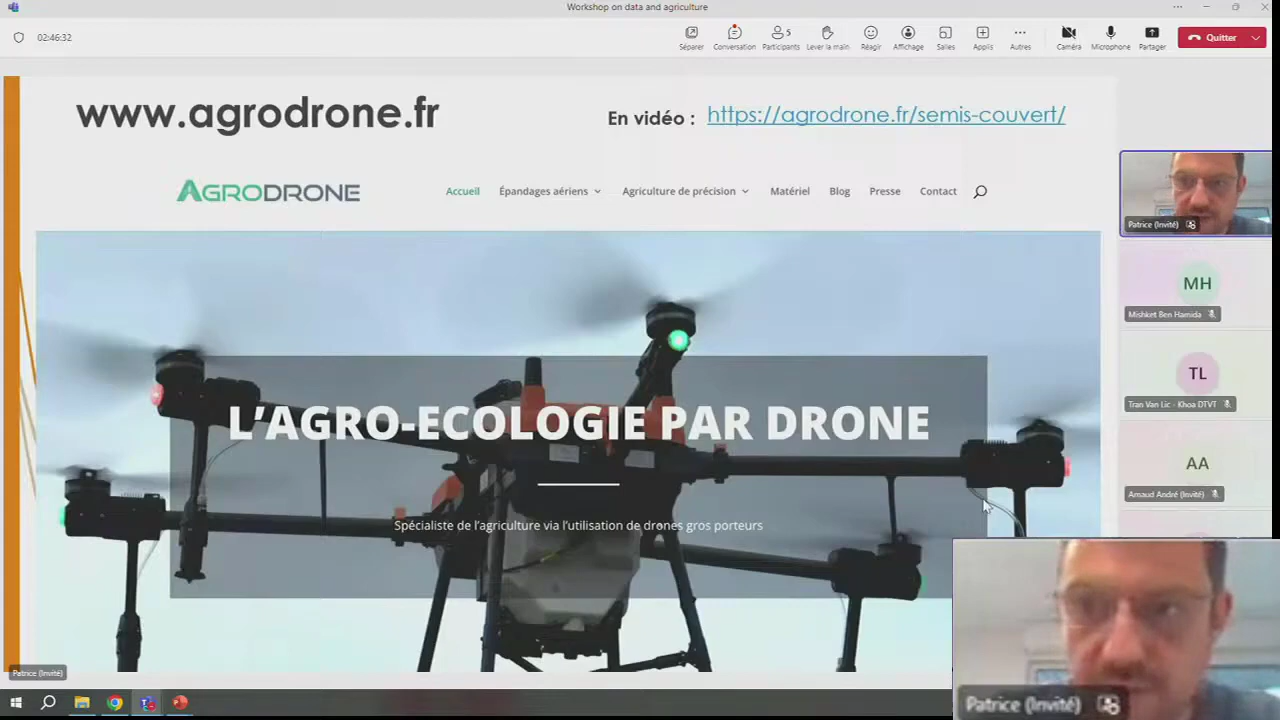 Workshop on data and agriculture
02:46:32
Séparer
Conversation
5
Participants
Lever la main
Réagir
Affichage
Salles
Applis
Autres
Caméra
Microphone
Partager
Quitter
www.agrodrone.fr
En vidéo : https://agrodrone.fr/semis-couvert/
AGRODRONE
Accueil
Épandages aériens
Agriculture de précision
Matériel
Blog
Presse
Contact
L'AGRO-ECOLOGIE PAR DRONE
Spécialiste de l'agriculture via l'utilisation de drones gros porteurs
Patrice (Invité)
MH
Mishket Ben Hamida
TL
Tran Van Lic - Khoa DTVT
AA
Arnaud André (Invité)
Patrice (Invité)
Patrice (Invité)